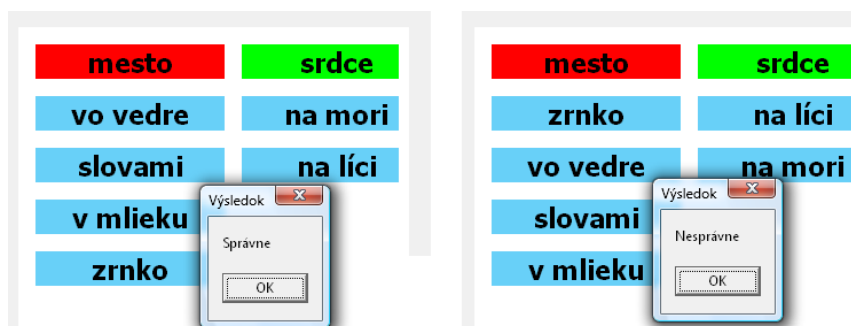 mesto srdce
vo vedre na mori
slovami na líci
v mlieku
zrnko
Výsledok
Správne
OK
mesto srdce
zrnko na líci
vo vedre na mori
slovami
v mlieku
Výsledok
Nesprávne
OK